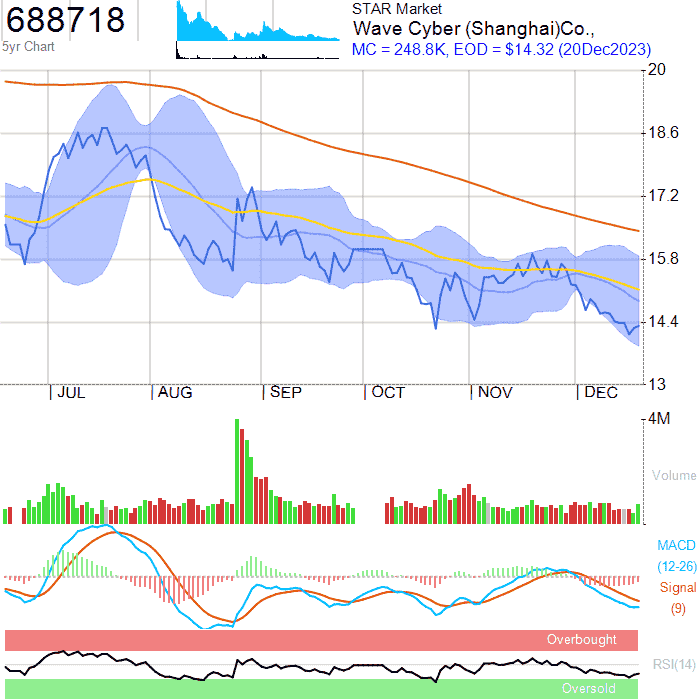 688718
5yr Chart
STAR Market
Wave Cyber (Shanghai)Co.,
MC = 248.8K, EOD = $14.32 (20Dec2023)
20
18.6
17.2
15.8
14.4
13
JUL AUG SEP OCT NOV DEC
4M
Volume
MACD
(12-26)
Signal
(9)
Overbought
RSI(14)
Oversold